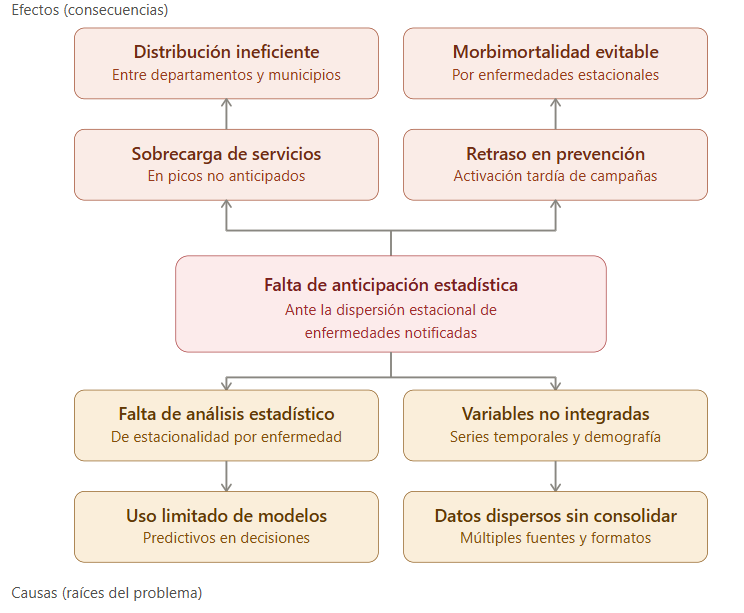 Efectos (consecuencias)
Distribución ineficiente
Entre departamentos y municipios
Morbimortalidad evitable
Por enfermedades estacionales
Sobrecarga de servicios
En picos no anticipados
Retraso en prevención
Activación tardía de campañas
Falta de anticipación estadística
Ante la dispersión estacional de
enfermedades notificadas
Falta de análisis estadístico
De estacionalidad por enfermedad
Variables no integradas
Series temporales y demografía
Uso limitado de modelos
Predictivos en decisiones
Datos dispersos sin consolidar
Múltiples fuentes y formatos
Causas (raíces del problema)